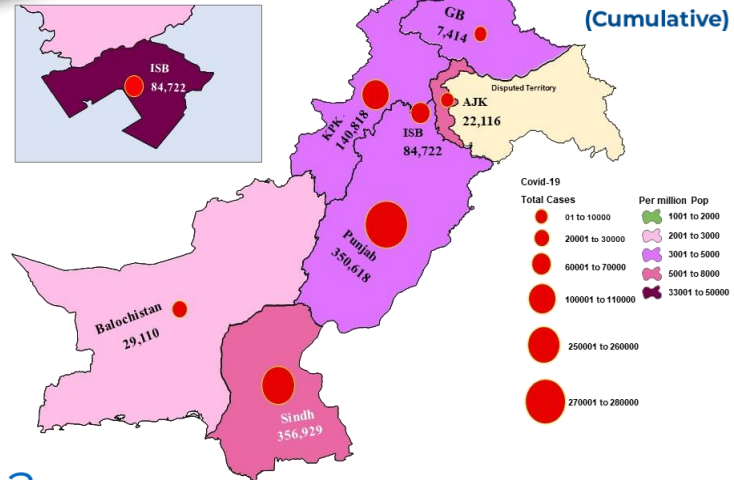 (Cumulative)
GB
7,414
ISB
84,722
Disputed Territory
AJK
22,116
KPK
140,818
ISB
84,722
Punjab
350,618
Balochistan
29,110
Sindh
356,929
Covid-19
Total Cases
01 to 10000
20001 to 30000
60001 to 70000
100001 to 110000
250001 to 260000
270001 to 280000
Per million Pop
1001 to 2000
2001 to 3000
3001 to 5000
5001 to 8000
33001 to 50000